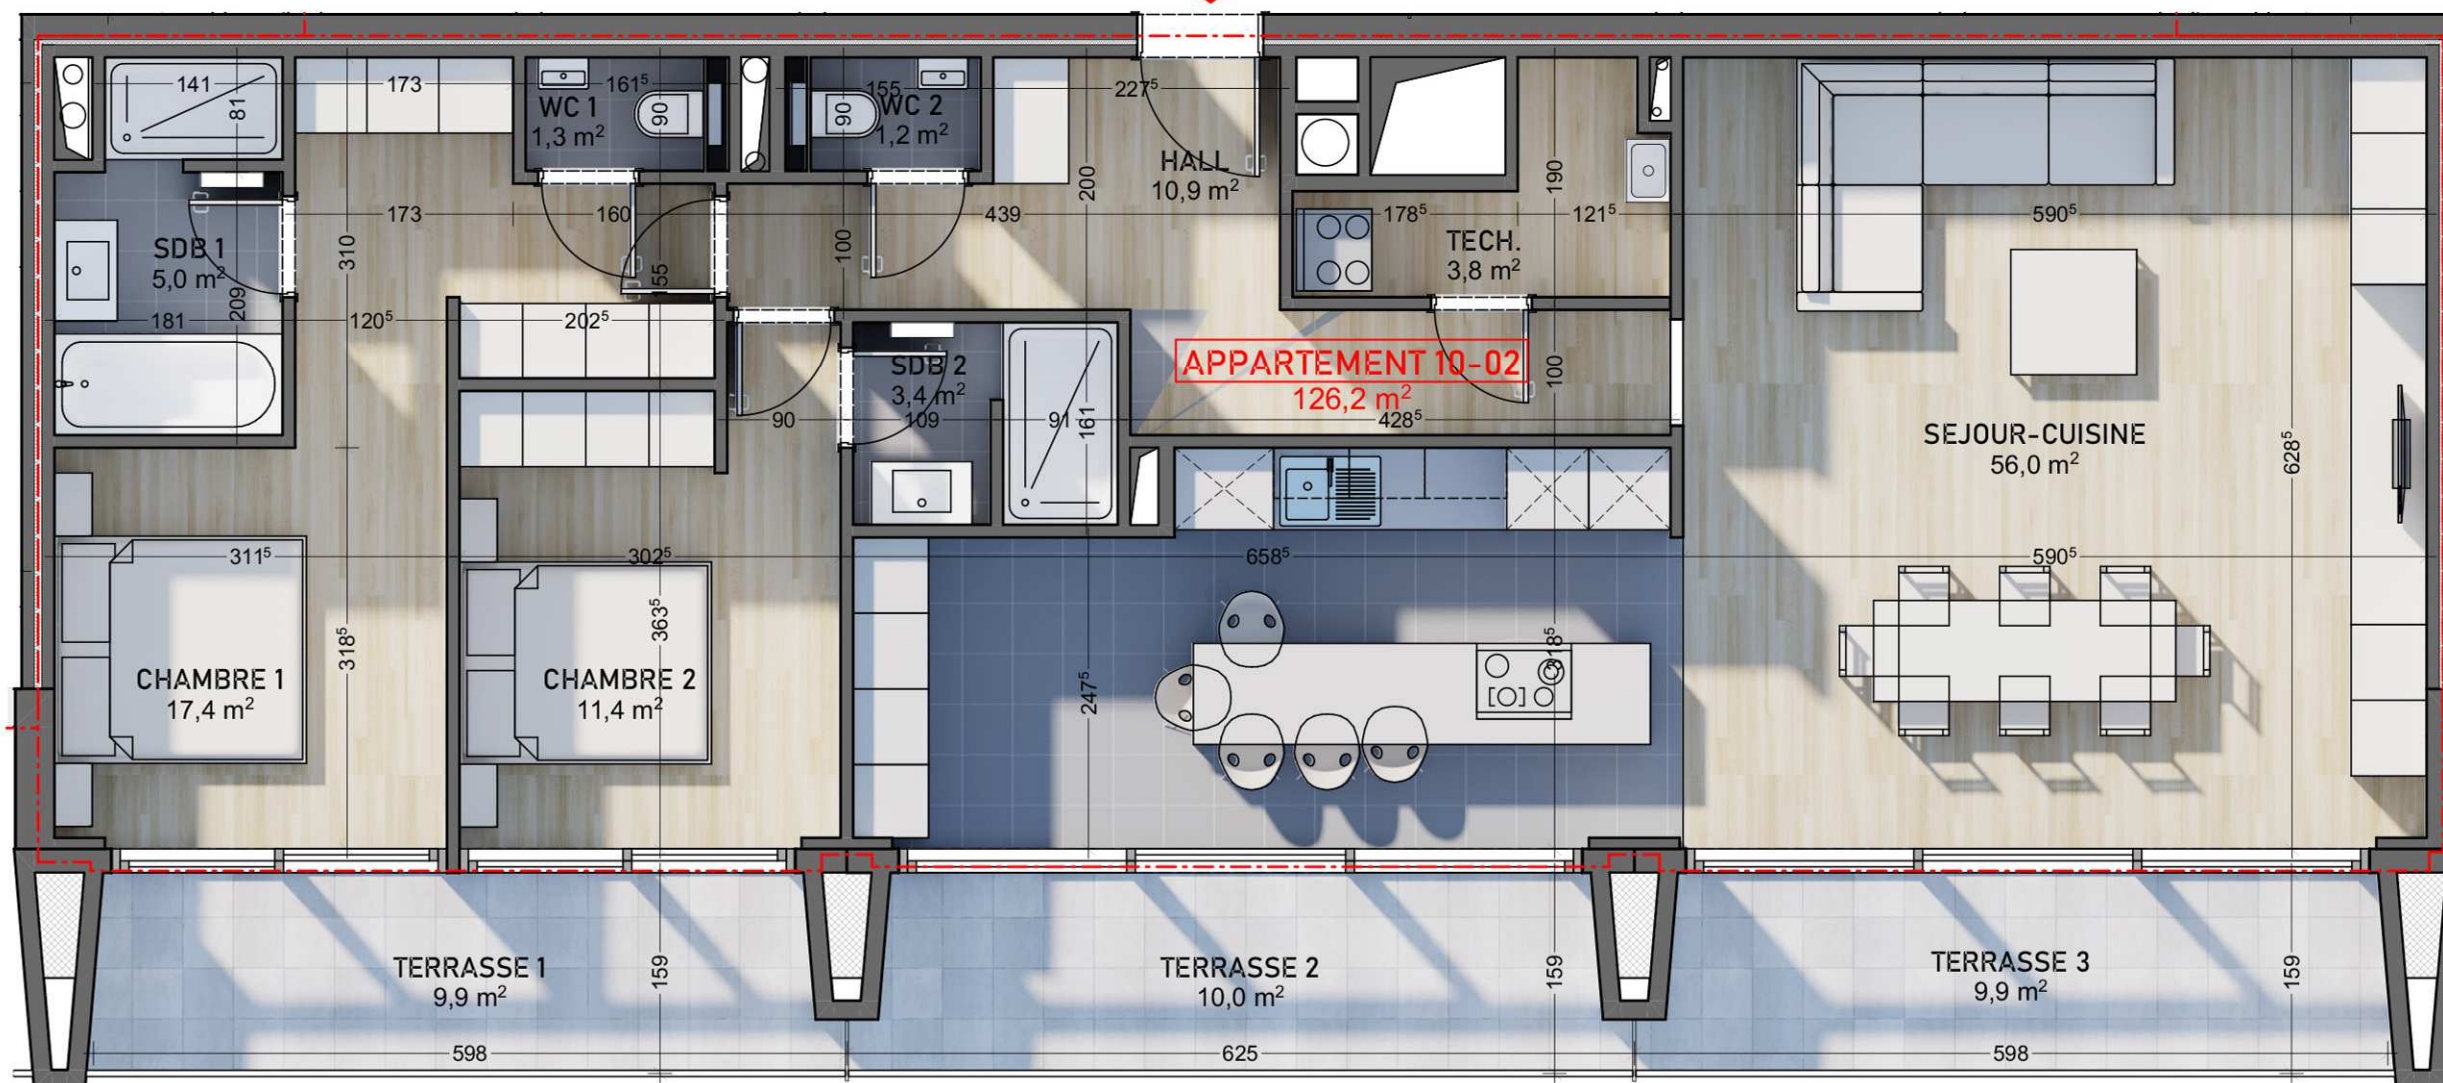 141
81
173
WC 1
1,3 m²
161⁵
90
90
155
WC 2
1,2 m²
227⁵
HALL
10,9 m²
200
190
173
160
439
178⁵
121⁵
590⁵
SDB 1
5,0 m²
209
310
155
100
TECH.
3,8 m²
181
120⁵
202⁵
SDB 2
3,4 m²
90
109
91
161
APPARTEMENT 10-02
126,2 m²
428⁵
100
SEJOUR-CUISINE
56,0 m²
628⁵
311⁵
302⁵
658⁵
590⁵
318⁵
363⁵
247⁵
318⁵
CHAMBRE 1
17,4 m²
CHAMBRE 2
11,4 m²
TERRASSE 1
9,9 m²
159
TERRASSE 2
10,0 m²
159
TERRASSE 3
9,9 m²
159
598
625
598